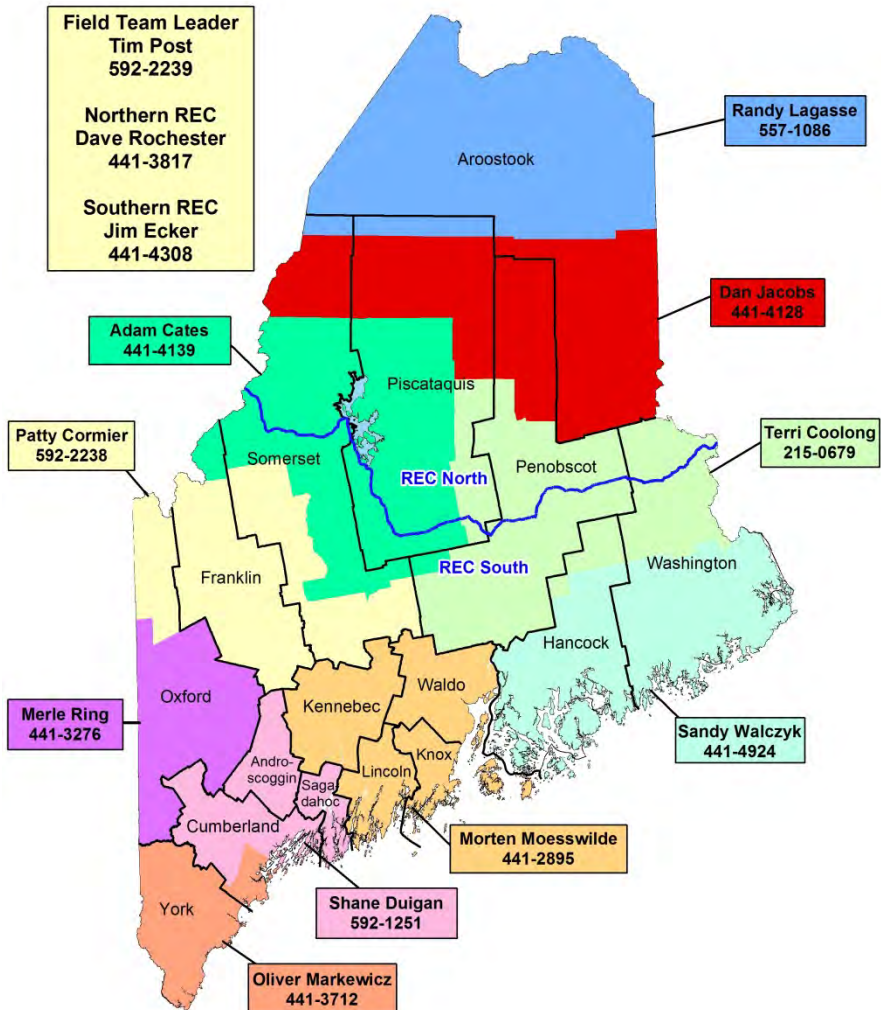 Field Team Leader
Tim Post
592-2239
Northern REC
Dave Rochester
441-3817
Southern REC
Jim Ecker
441-4308
Randy Lagasse
557-1086
Aroostook
Dan Jacobs
441-4128
Adam Cates
441-4139
Piscataquis
Patty Cormier
592-2238
Terri Coolong
215-0679
Somerset
REC North
Penobscot
REC South
Washington
Franklin
Hancock
Oxford
Kennebec
Waldo
Merle Ring
441-3276
Sandy Walczyk
441-4924
Andro-
scoggin
Lincoln
Knox
Saga
dahoc
Cumberland
Morten Moesswilde
441-2895
Shane Duigan
592-1251
York
Oliver Markewicz
441-3712